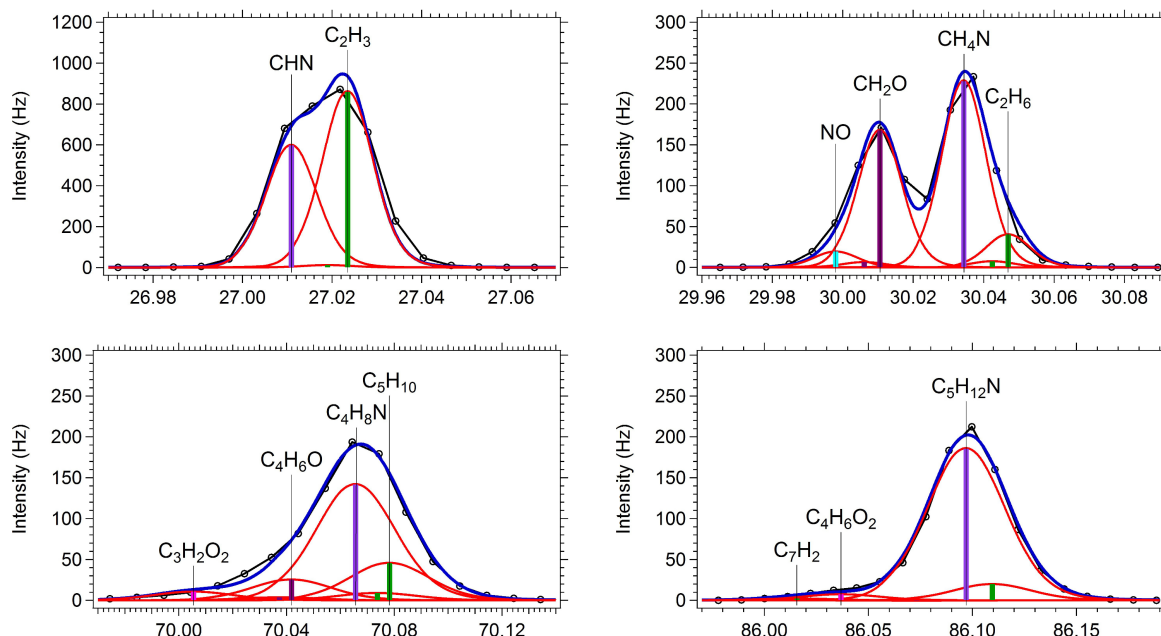 1200
1000
800
600
400
200
0
Intensity (Hz)
CHN
C₂H₃
26.98
27.00
27.02
27.04
27.06
300
250
200
150
100
50
0
Intensity (Hz)
NO
CH₂O
CH₄N
C₂H₆
29.96
29.98
30.00
30.02
30.04
30.06
30.08
300
250
200
150
100
50
0
Intensity (Hz)
C₃H₂O₂
C₄H₆O
C₄H₈N
C₅H₁₀
70.00
70.04
70.08
70.12
300
250
200
150
100
50
0
Intensity (Hz)
C₇H₂
C₄H₆O₂
C₅H₁₂N
86.00
86.05
86.10
86.15